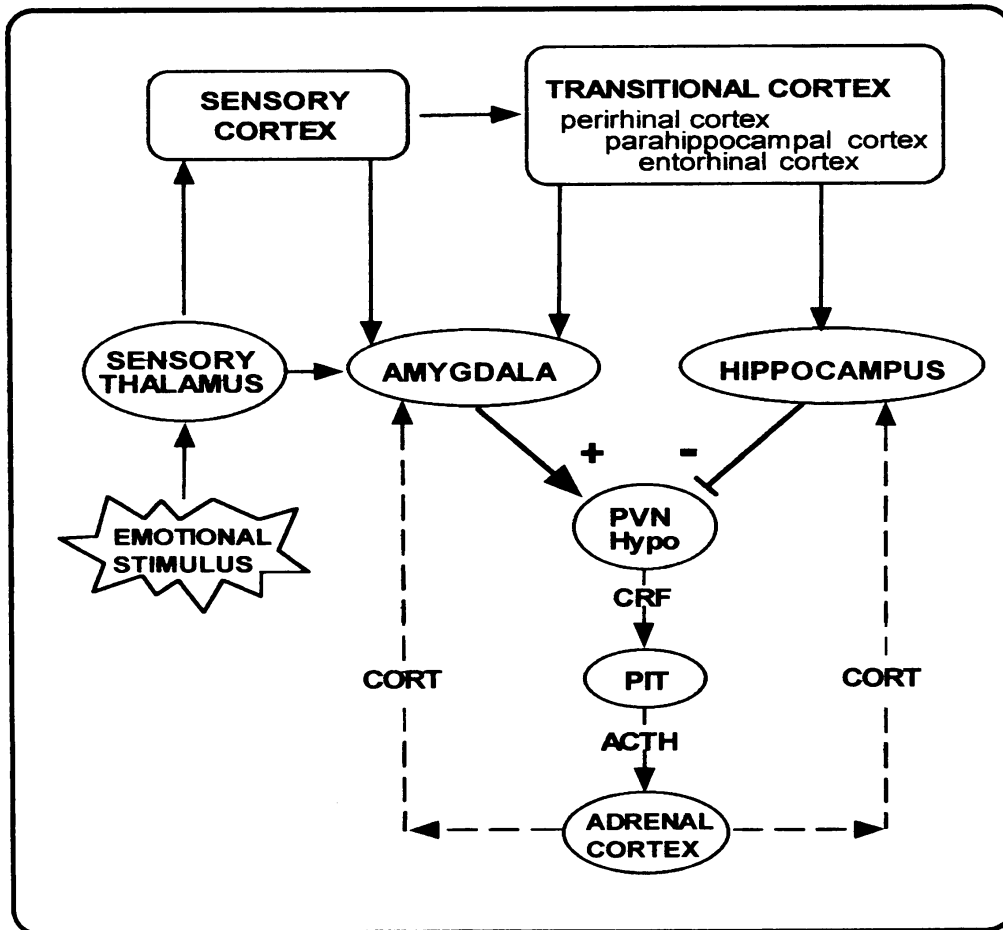 SENSORY
CORTEX
TRANSITIONAL CORTEX
perirhinal cortex
parahippocampal cortex
entorhinal cortex
SENSORY
THALAMUS
AMYGDALA
HIPPOCAMPUS
+
-
EMOTIONAL
STIMULUS
PVN
Hypo
CRF
CORT
PIT
CORT
ACTH
ADRENAL
CORTEX